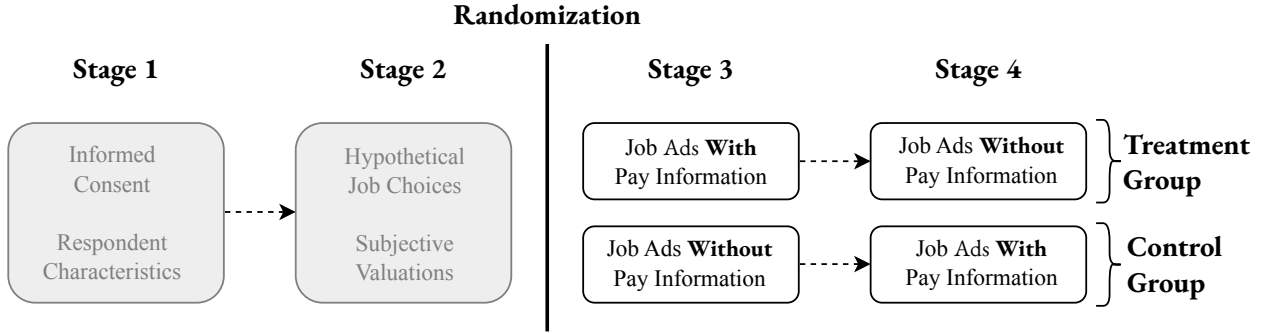 Randomization
Stage 1
Stage 2
Stage 3
Stage 4
Informed
Consent
Respondent
Characteristics
Hypothetical
Job Choices
Subjective
Valuations
Job Ads With
Pay Information
Job Ads Without
Pay Information
Treatment
Group
Job Ads Without
Pay Information
Job Ads With
Pay Information
Control
Group